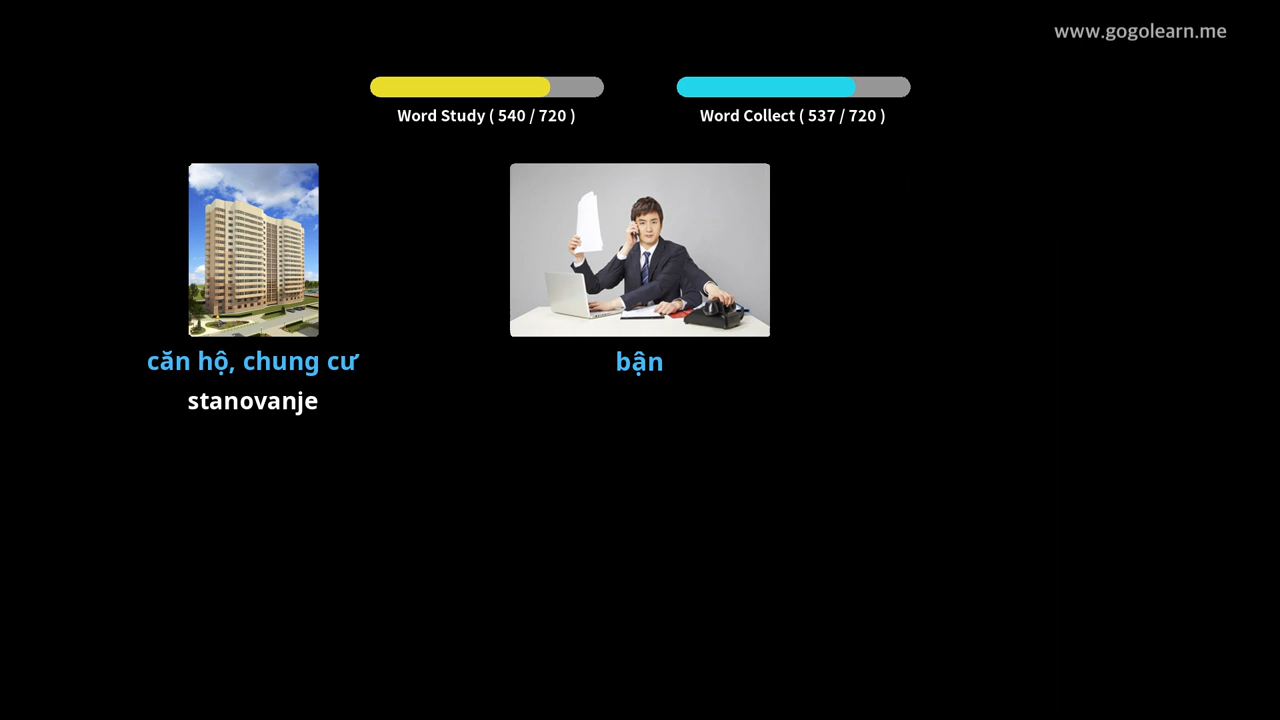 www.gogolearn.me
Word Study ( 540 / 720 )
Word Collect ( 537 / 720 )
căn hộ, chung cư
stanovanje
bận